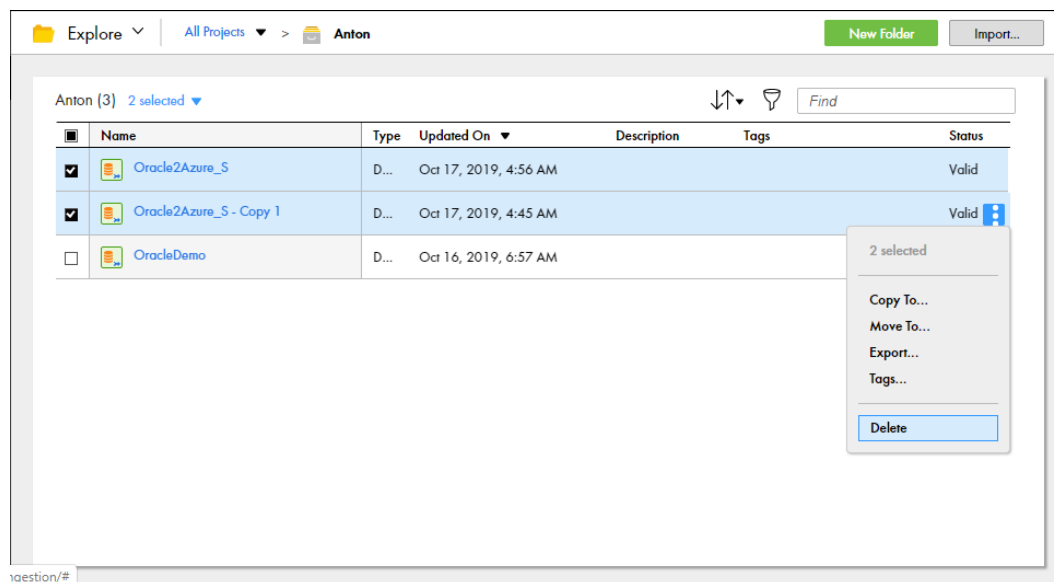 Explore All Projects > Anton New Folder Import...
Anton (3) 2 selected Find
Name Type Updated On Description Tags Status
Oracle2Azure_S D... Oct 17, 2019, 4:56 AM Valid
Oracle2Azure_S - Copy 1 D... Oct 17, 2019, 4:45 AM Valid
OracleDemo D... Oct 16, 2019, 6:57 AM
2 selected
Copy To...
Move To...
Export...
Tags...
Delete
ngestion/#